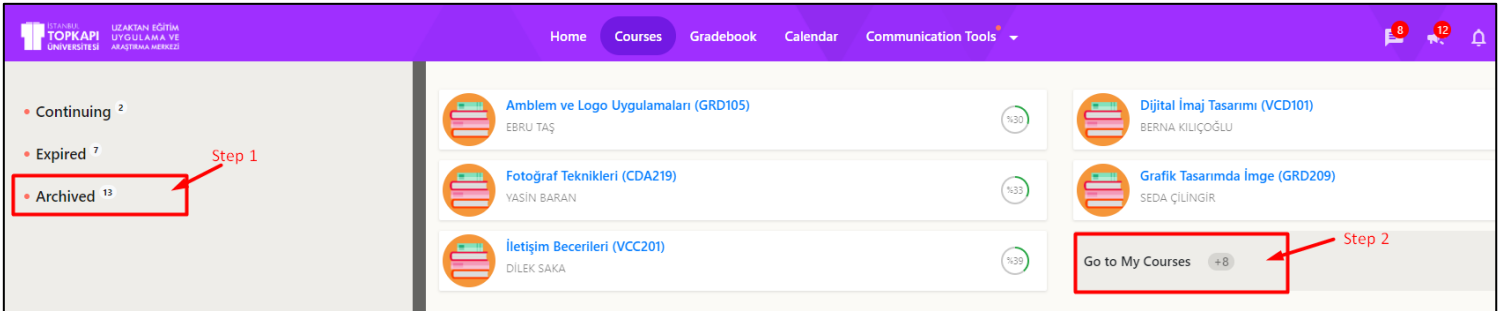 İSTANBUL
TOPKAPI
ÜNİVERSİTESİ
UZAKTAN EĞİTİM
UYGULAMA VE
ARAŞTIRMA MERKEZİ
Home Courses Gradebook Calendar Communication Tools
8 12
Continuing 2
Expired 7
Archived 13
Step 1
Amblem ve Logo Uygulamaları (GRD105)
EBRU TAŞ
%30
Dijital İmaj Tasarımı (VCD101)
BERNA KILIÇOĞLU
Fotoğraf Teknikleri (CDA219)
YASİN BARAN
%33
Grafik Tasarımda İmge (GRD209)
SEDA ÇİLİNGİR
İletişim Becerileri (VCC201)
DİLEK SAKA
%39
Go to My Courses +8
Step 2